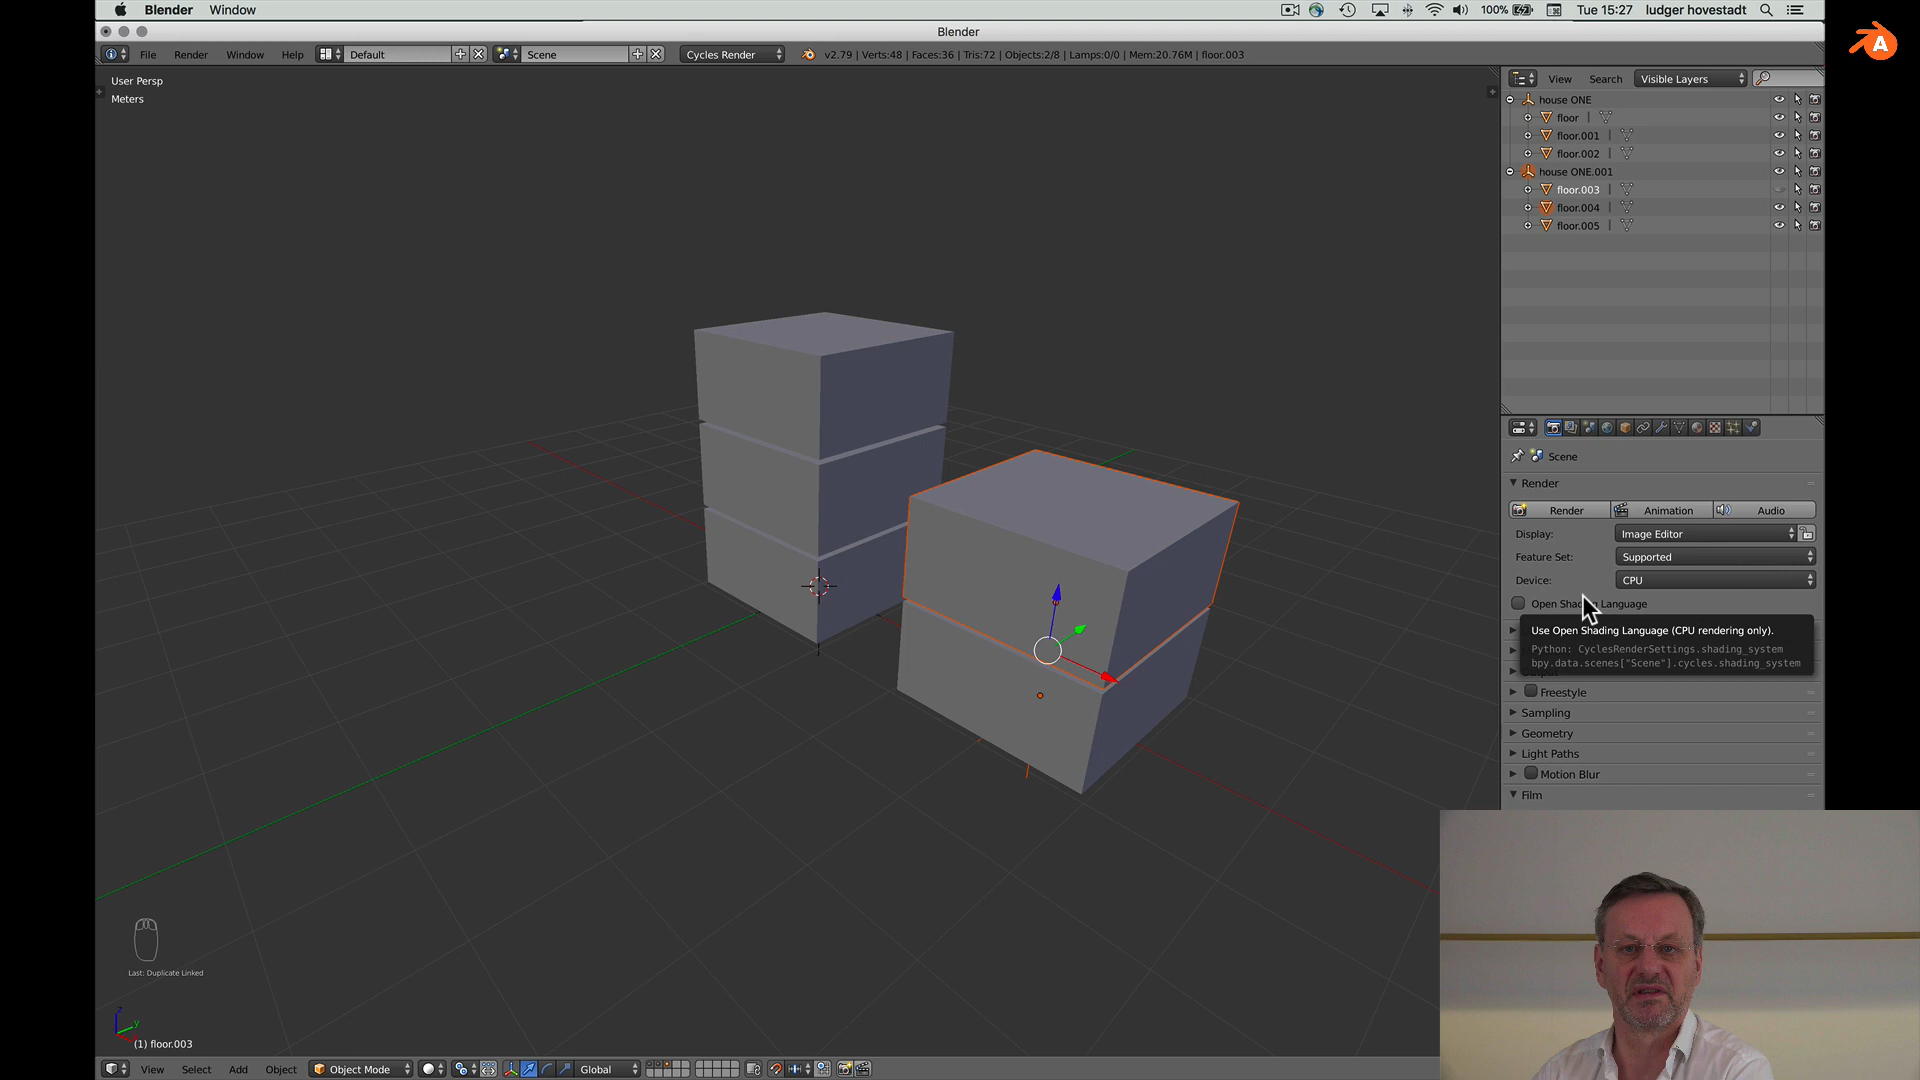 Blender Window
100% Tue 15:27 ludger hovestadt
Blender
File Render Window Help Default Scene Cycles Render v2.79 | Verts:48 | Faces:36 | Tris:72 | Objects:2/8 | Lamps:0/0 | Mem:20.76M | floor.003
User Persp
Meters
View Search Visible Layers
house ONE
floor
floor.001
floor.002
house ONE.001
floor.003
floor.004
floor.005
Scene
Render
Render Animation Audio
Display: Image Editor
Feature Set: Supported
Device: CPU
Open Shading Language
Use Open Shading Language (CPU rendering only).
Python: CyclesRenderSettings.shading_system
bpy.data.scenes["Scene"].cycles.shading_system
Freestyle
Sampling
Geometry
Light Paths
Motion Blur
Film
Last: Duplicate Linked
z
y
(1) floor.003
View Select Add Object Object Mode Global
A